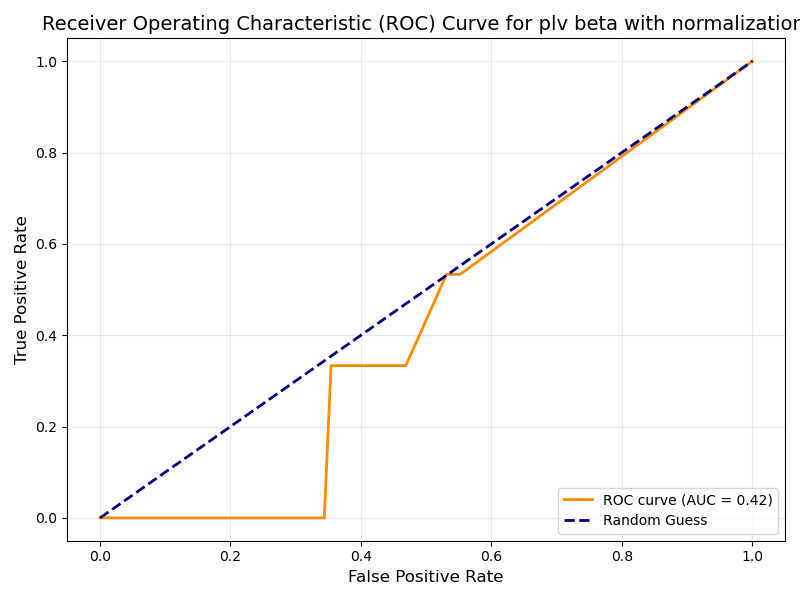 Receiver Operating Characteristic (ROC) Curve for plv beta with normalization
1.0
0.8
0.6
0.4
0.2
0.0
True Positive Rate
0.0 0.2 0.4 0.6 0.8 1.0
False Positive Rate
ROC curve (AUC = 0.42)
Random Guess